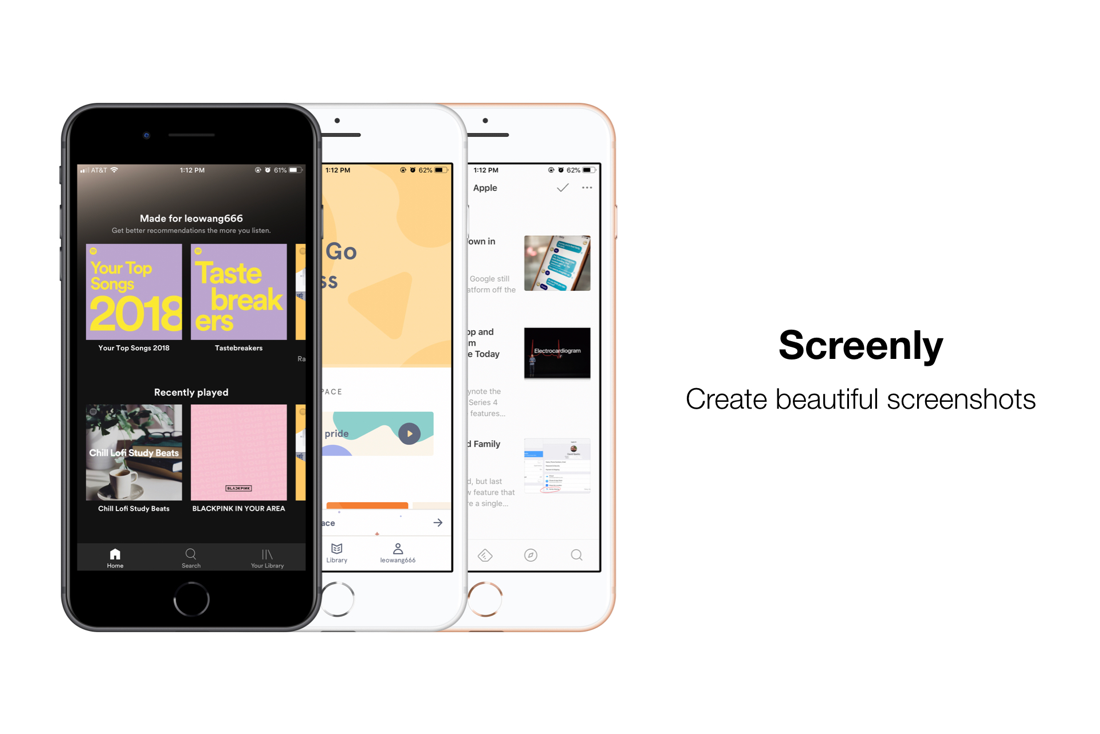 AT&T
1:12 PM
61%
Made for leowang666
Get better recommendations the more you listen.
Your Top
Songs
2018
Taste
break
ers
Your Top Songs 2018
Tastebreakers
Ra
Recently played
Chill Lofi Study Beats
BLACKPINK
Chill Lofi Study Beats
BLACKPINK IN YOUR AREA
Home
Search
Your Library
1:12 PM
62%
Go
ss
PACE
pride
ace
Library
leowang666
1:12 PM
62%
Apple
own in
Google still
atform off the
op and
m
e Today
Electrocardiogram
ynote the
Series 4
features...
d Family
d, but last
w feature that
e a single...
Screenly
Create beautiful screenshots